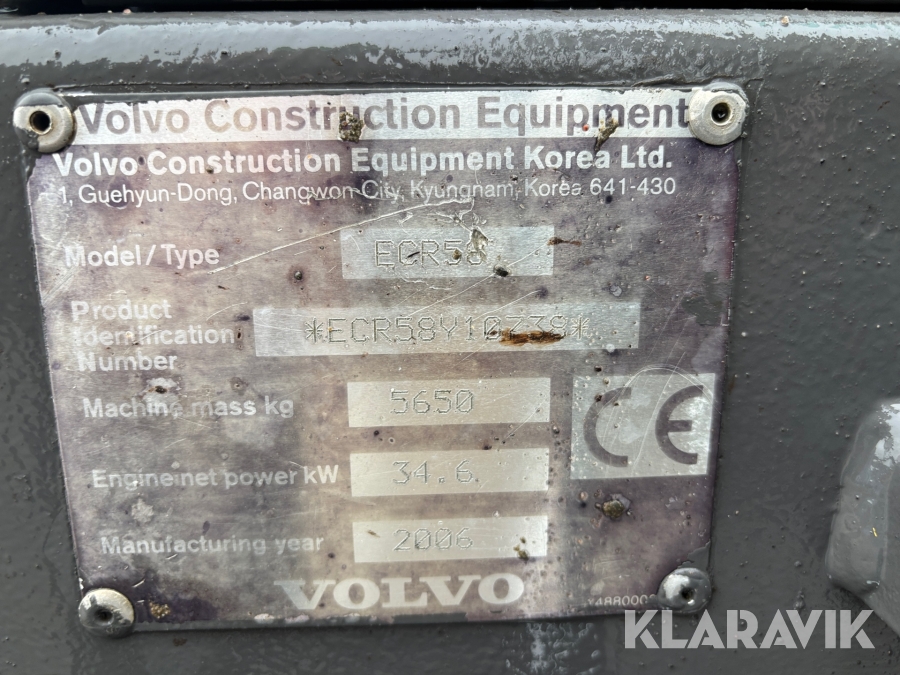 Volvo Construction Equipment
Volvo Construction Equipment Korea Ltd.
1, Guehyun-Dong, Changwon City, Kyungnam, Korea 641-430
Model/Type ECR58
Product
Identification
Number
Machine mass kg 5650
CE
Engine net power kW 34.6
Manufacturing year 2006
VOLVO
KLARAVIK